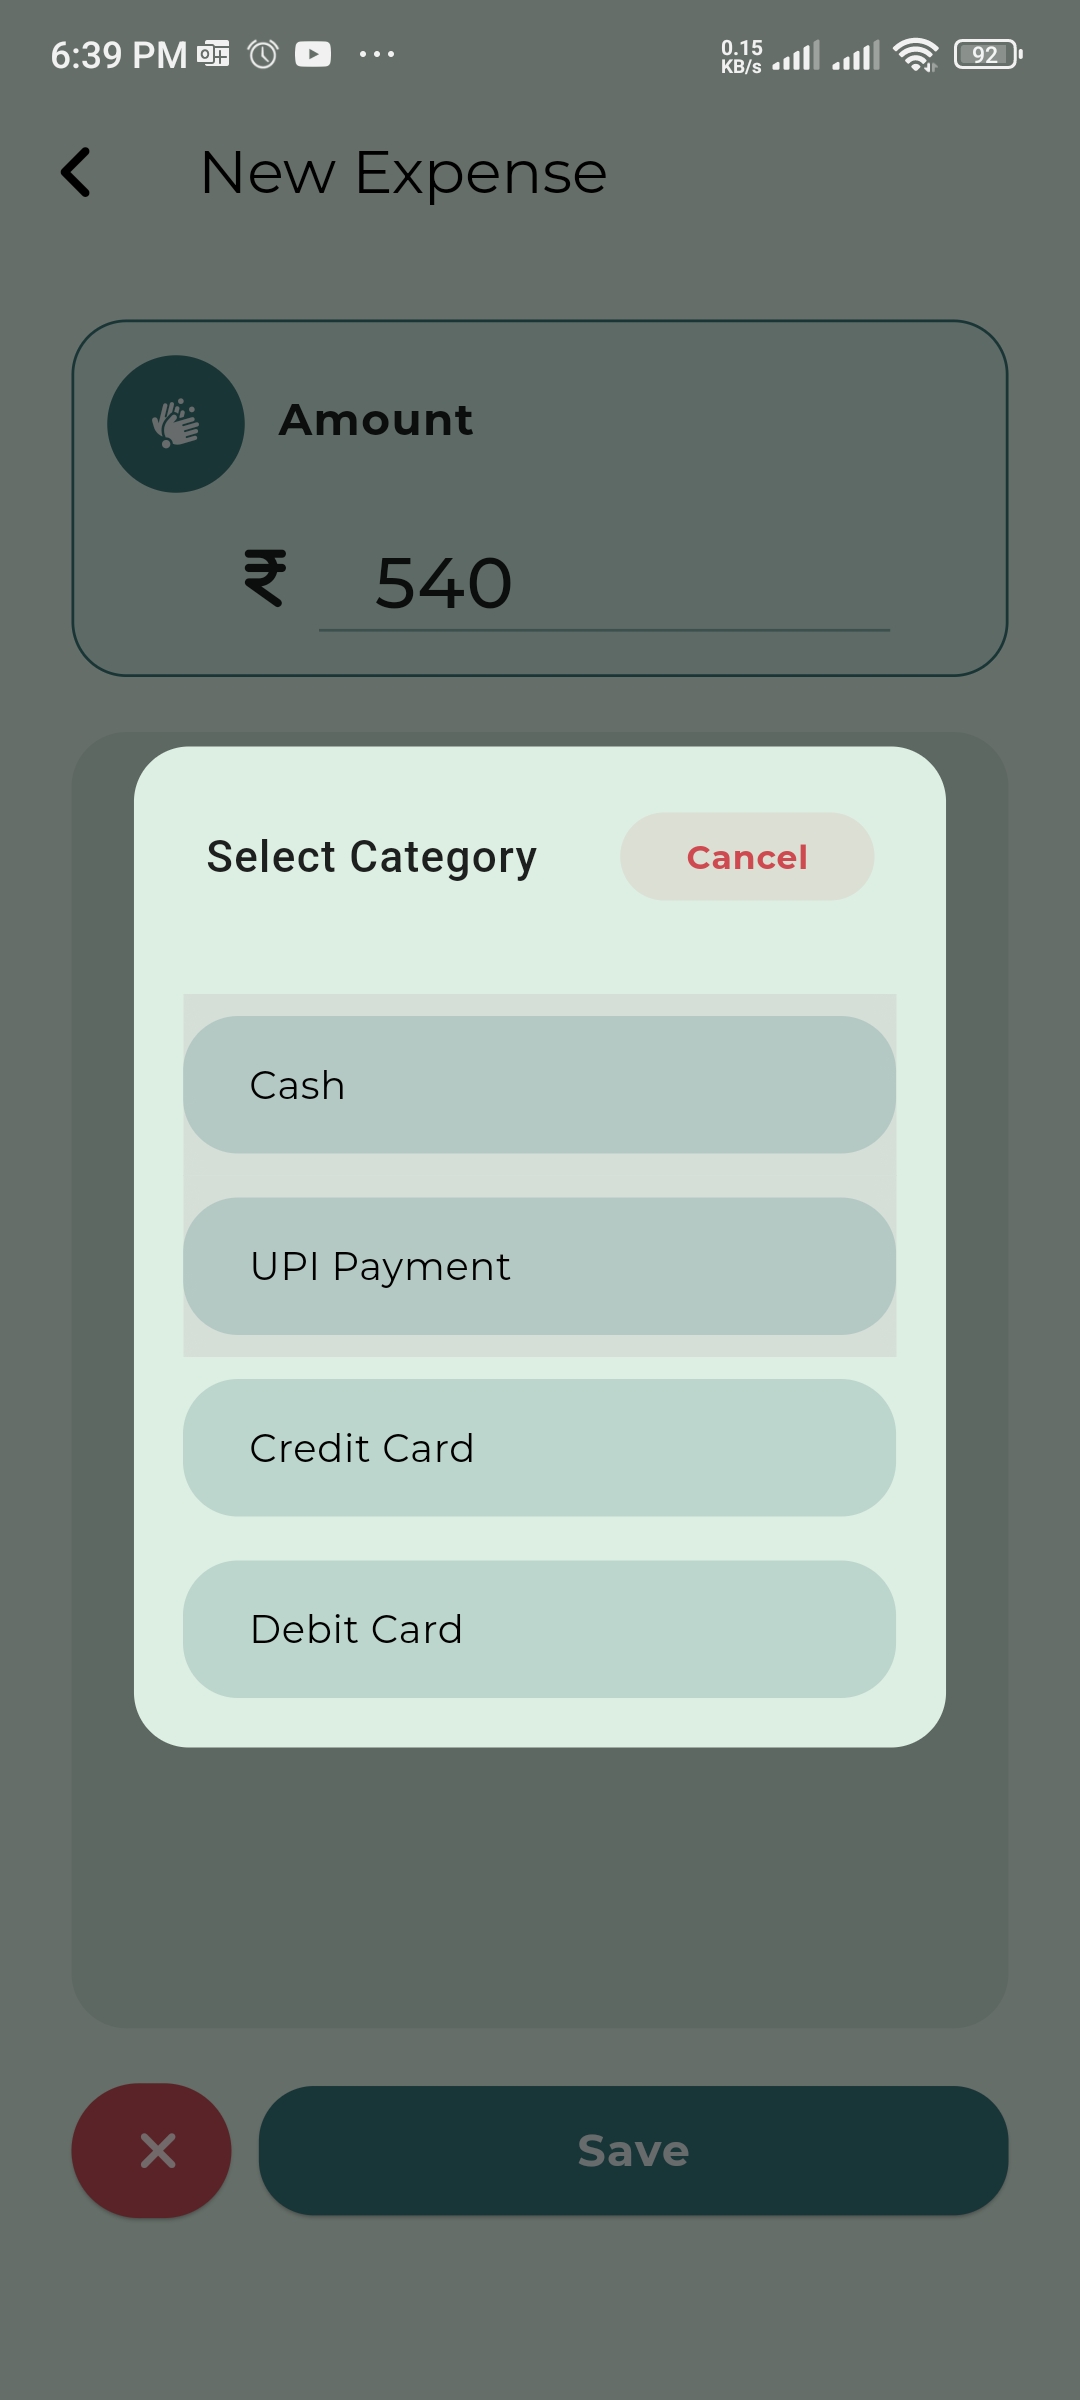 6:39 PM
0.15
KB/s
92
New Expense
Amount
₹ 540
Select Category
Cancel
Cash
UPI Payment
Credit Card
Debit Card
Save